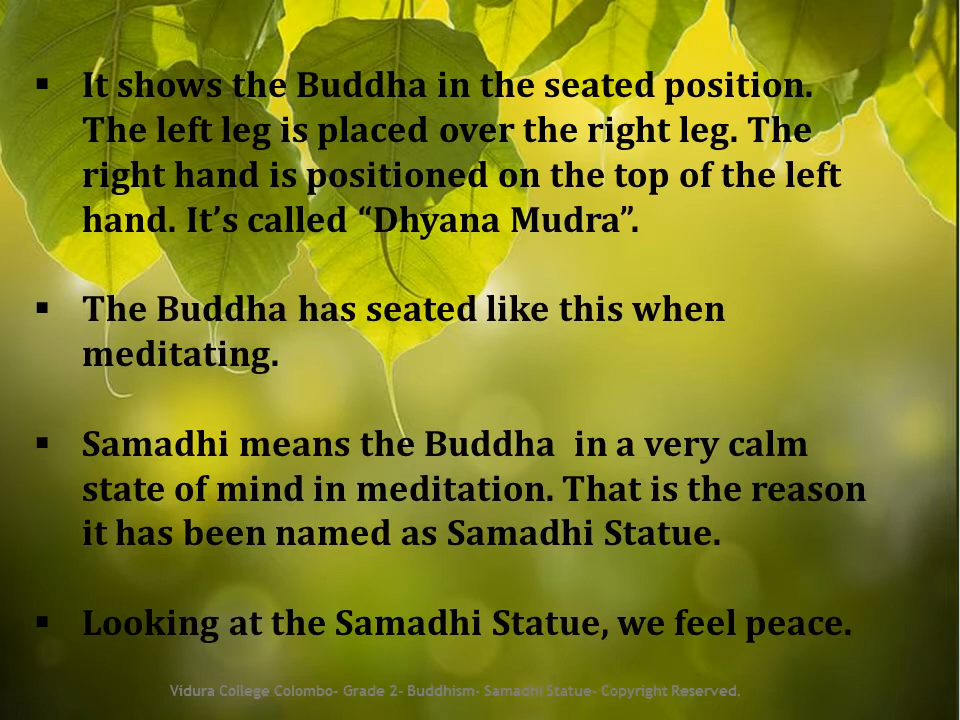 ▪ It shows the Buddha in the seated position.
The left leg is placed over the right leg. The
right hand is positioned on the top of the left
hand. It’s called “Dhyana Mudra”.
▪ The Buddha has seated like this when
meditating.
▪ Samadhi means the Buddha  in a very calm
state of mind in meditation. That is the reason
it has been named as Samadhi Statue.
▪ Looking at the Samadhi Statue, we feel peace.
Vidura College Colombo- Grade 2- Buddhism- Samadhi Statue- Copyright Reserved.